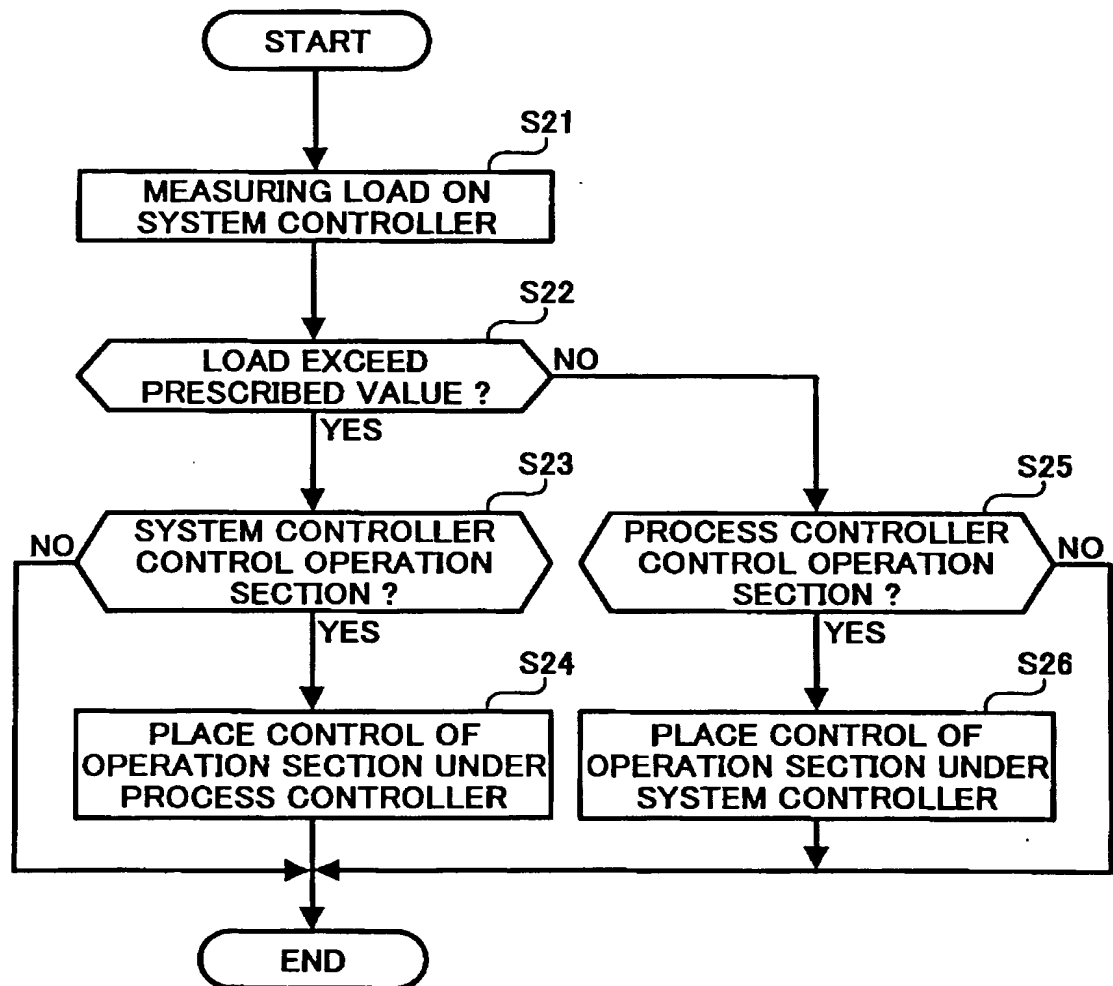 START
S21
MEASURING LOAD ON
SYSTEM CONTROLLER
S22
LOAD EXCEED
PRESCRIBED VALUE ?
NO
YES
S23
SYSTEM CONTROLLER
CONTROL OPERATION
SECTION ?
NO
YES
S24
PLACE CONTROL OF
OPERATION SECTION UNDER
PROCESS CONTROLLER
S25
PROCESS CONTROLLER
CONTROL OPERATION
SECTION ?
NO
YES
S26
PLACE CONTROL OF
OPERATION SECTION UNDER
SYSTEM CONTROLLER
END